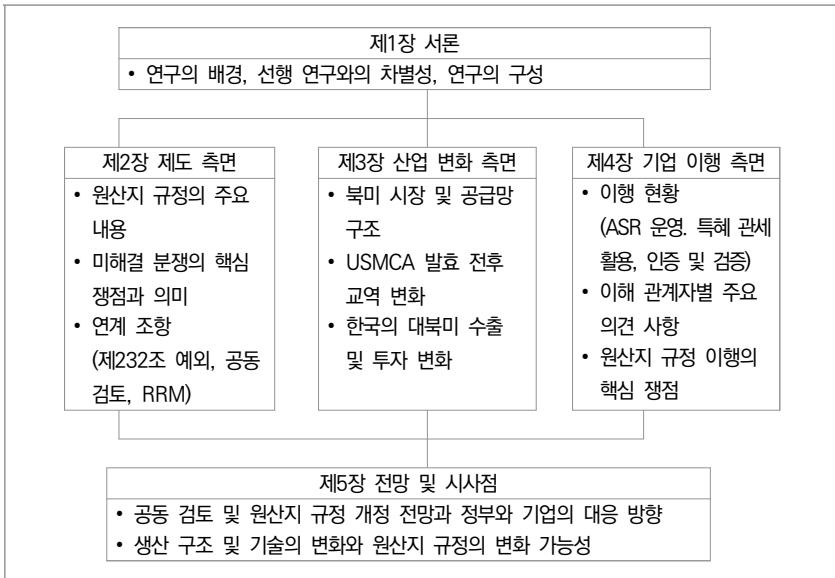 제1장 서론
• 연구의 배경, 선행 연구와의 차별성, 연구의 구성
제2장 제도 측면
• 원산지 규정의 주요
내용
• 미해결 분쟁의 핵심
쟁점과 의미
• 연계 조항
(제232조 예외, 공동
검토, RRM)
제3장 산업 변화 측면
• 북미 시장 및 공급망
구조
• USMCA 발효 전후
교역 변화
• 한국의 대북미 수출
및 투자 변화
제4장 기업 이행 측면
• 이행 현황
(ASR 운영. 특혜 관세
활용, 인증 및 검증)
• 이해 관계자별 주요
의견 사항
• 원산지 규정 이행의
핵심 쟁점
제5장 전망 및 시사점
• 공동 검토 및 원산지 규정 개정 전망과 정부와 기업의 대응 방향
• 생산 구조 및 기술의 변화와 원산지 규정의 변화 가능성